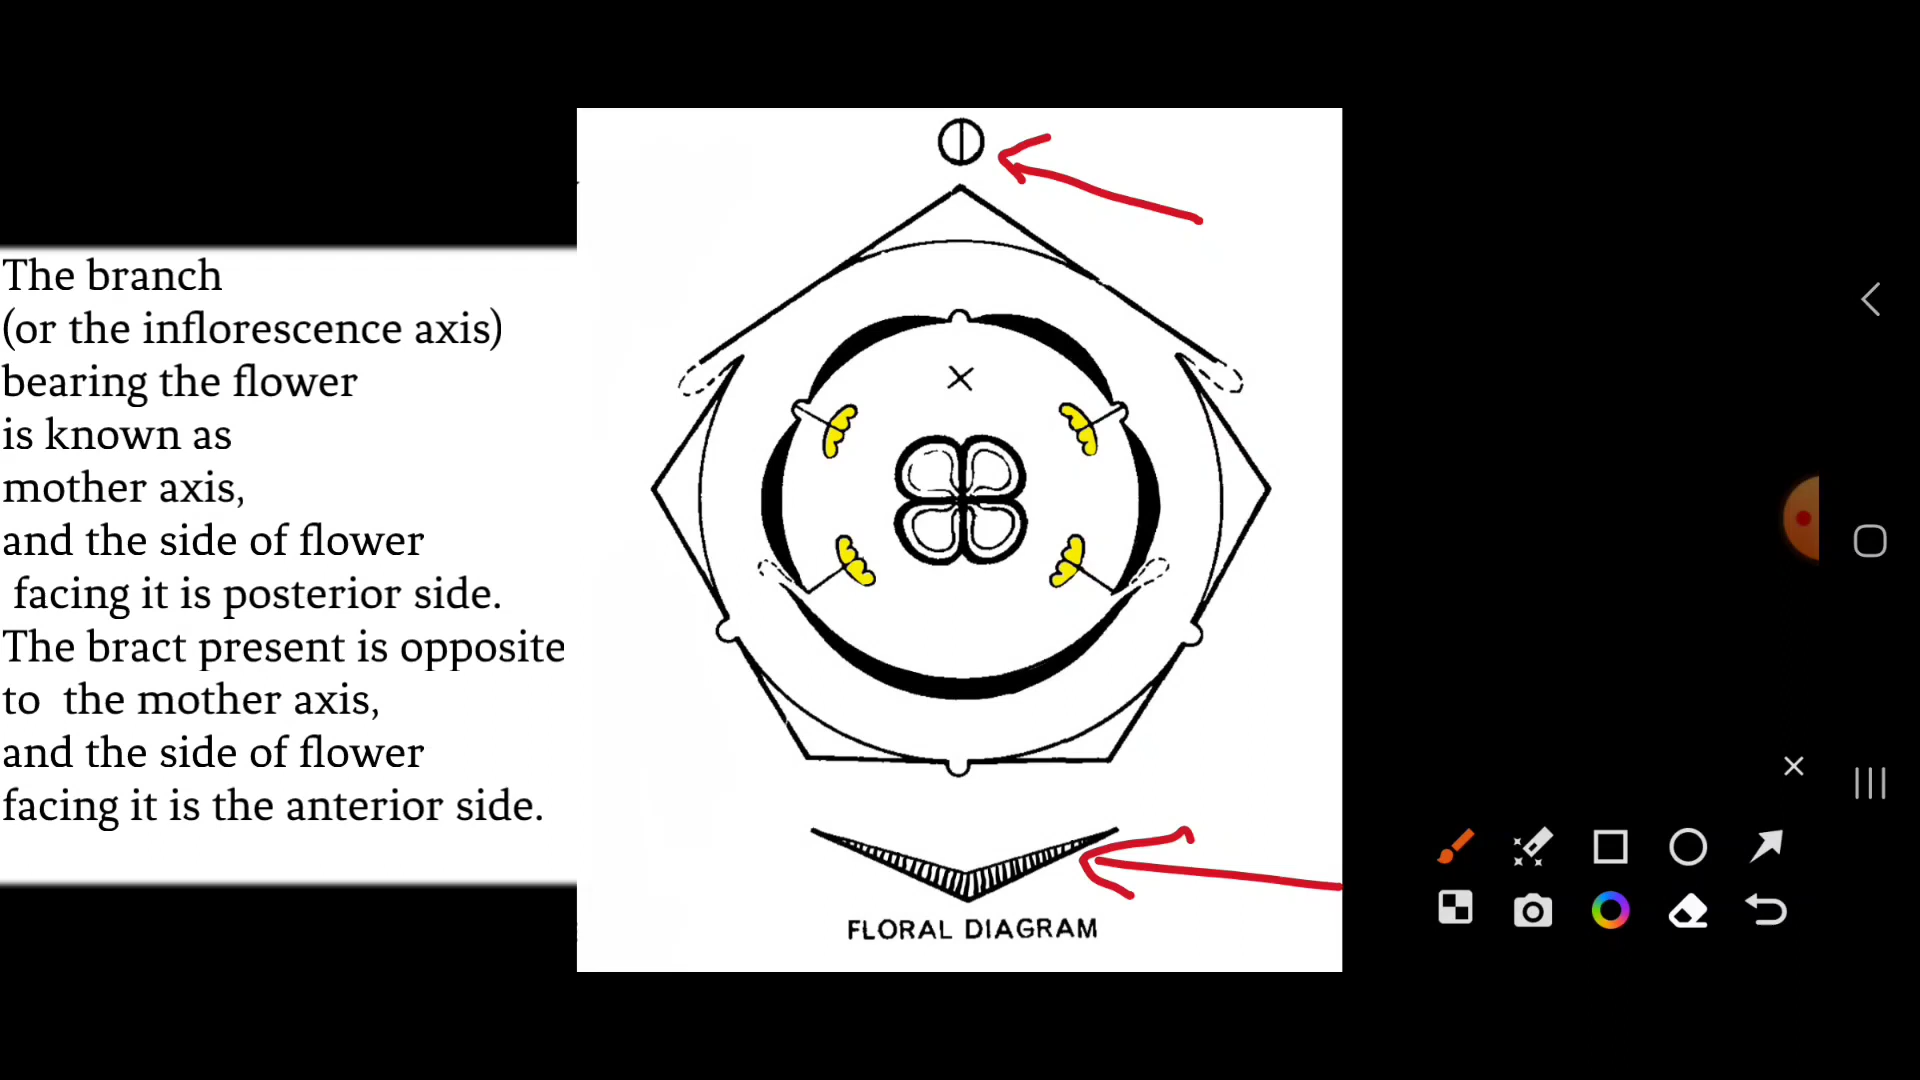 The branch
(or the inflorescence axis)
bearing the flower
is known as
mother axis,
and the side of flower
facing it is posterior side.
The bract present is opposite
to the mother axis,
and the side of flower
facing it is the anterior side.
FLORAL DIAGRAM